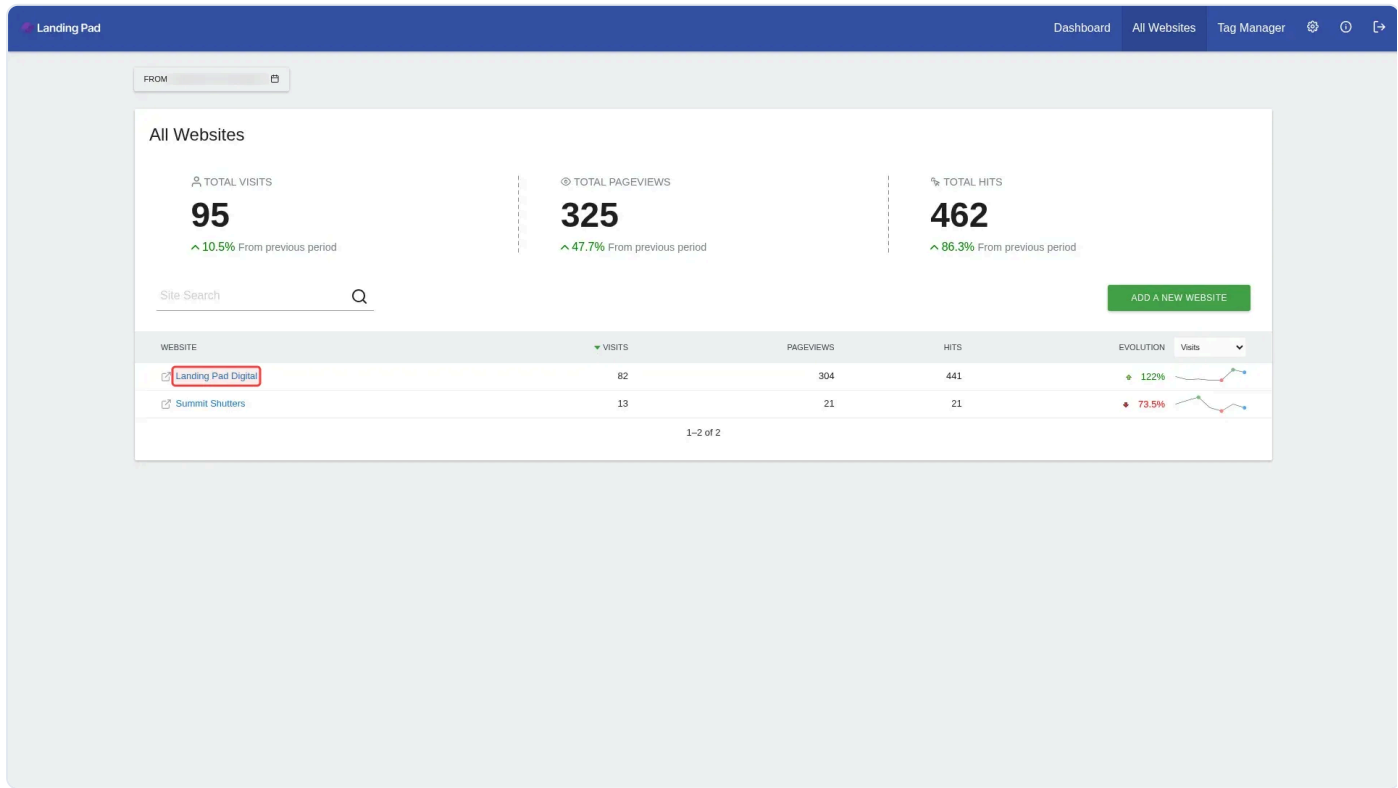 Landing Pad Dashboard All Websites Tag Manager
FROM
All Websites
TOTAL VISITS TOTAL PAGEVIEWS TOTAL HITS
95 325 462
10.5% From previous period 47.7% From previous period 86.3% From previous period
Site Search ADD A NEW WEBSITE
WEBSITE VISITS PAGEVIEWS HITS EVOLUTION Visits
Landing Pad Digital 82 304 441 122%
Summit Shutters 13 21 21 73.5%
1–2 of 2